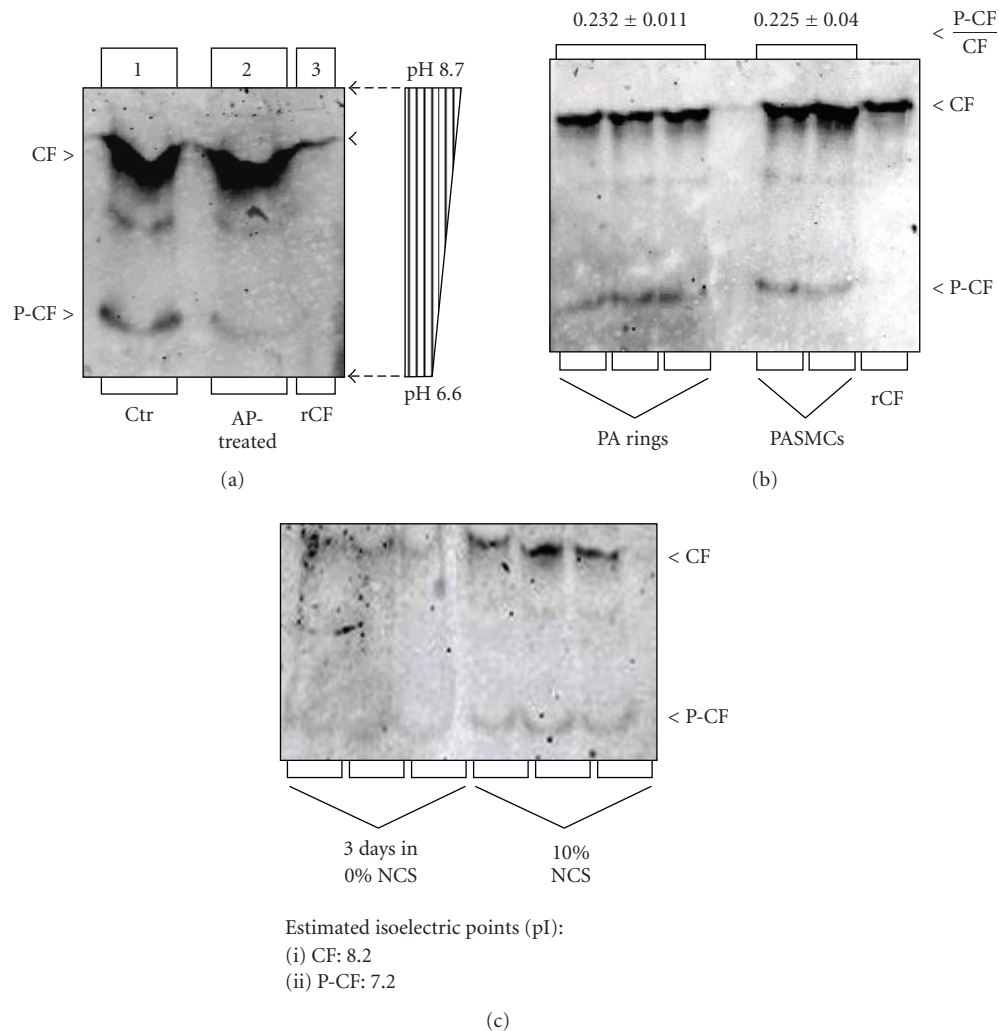 1
2
3
pH 8.7
CF >
<
P-CF >
pH 6.6
Ctr
AP-
treated
rCF
(a)
0.232 ± 0.011
0.225 ± 0.04
< P-CF
CF
< CF
< P-CF
rCF
PA rings
PASMCs
(b)
< CF
< P-CF
3 days in
0% NCS
10%
NCS
Estimated isoelectric points (pI):
(i) CF: 8.2
(ii) P-CF: 7.2
(c)